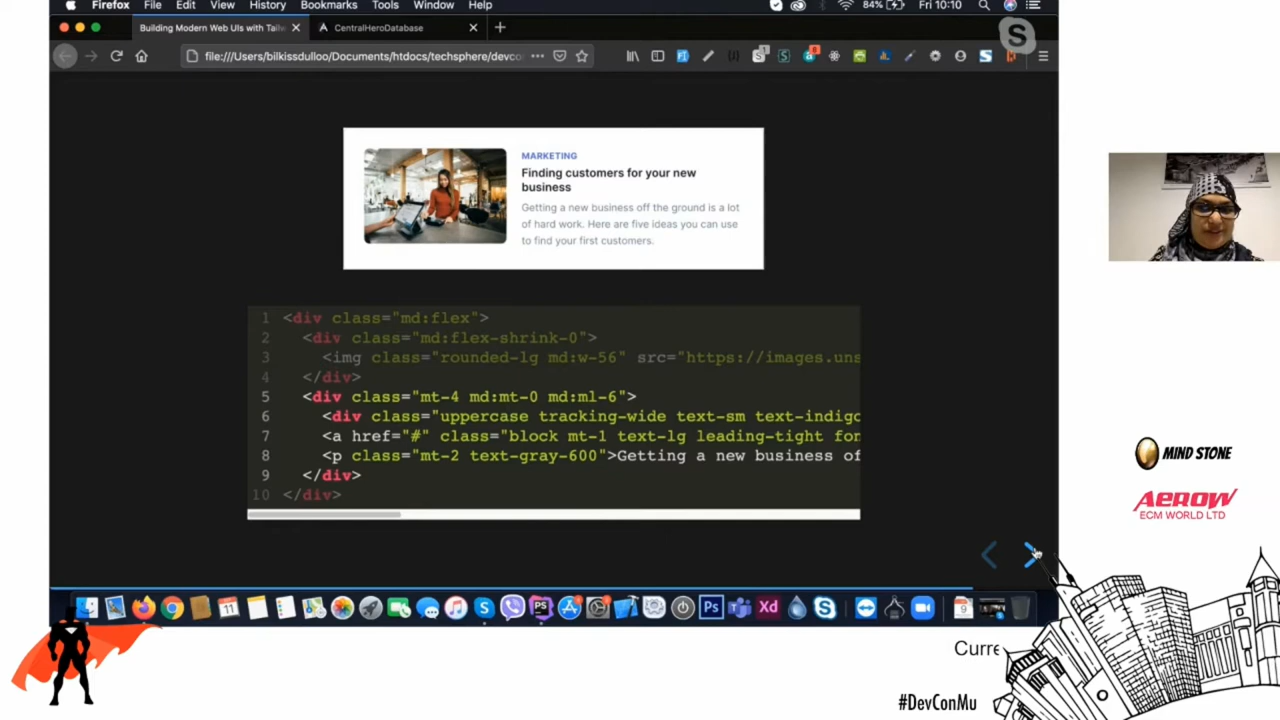 Firefox File Edit View History Bookmarks Tools Window Help 84% Fri 10:10
Building Modern Web UIs with Tailw
CentralHeroDatabase
file:///Users/bilkissdulloo/Documents/htdocs/techsphere/devco
MARKETING
Finding customers for your new
business
Getting a new business off the ground is a lot
of hard work. Here are five ideas you can use
to find your first customers.
1 <div class="md:flex">
2 <div class="md:flex-shrink-0">
3 <img class="rounded-lg md:w-56" src="https://images.uns
4 </div>
5 <div class="mt-4 md:mt-0 md:ml-6">
6 <div class="uppercase tracking-wide text-sm text-indigo
7 <a href="#" class="block mt-1 text-lg leading-tight fon
8 <p class="mt-2 text-gray-600">Getting a new business of
9 </div>
10 </div>
MIND STONE
AEROW
ECM WORLD LTD
Curre
#DevConMu